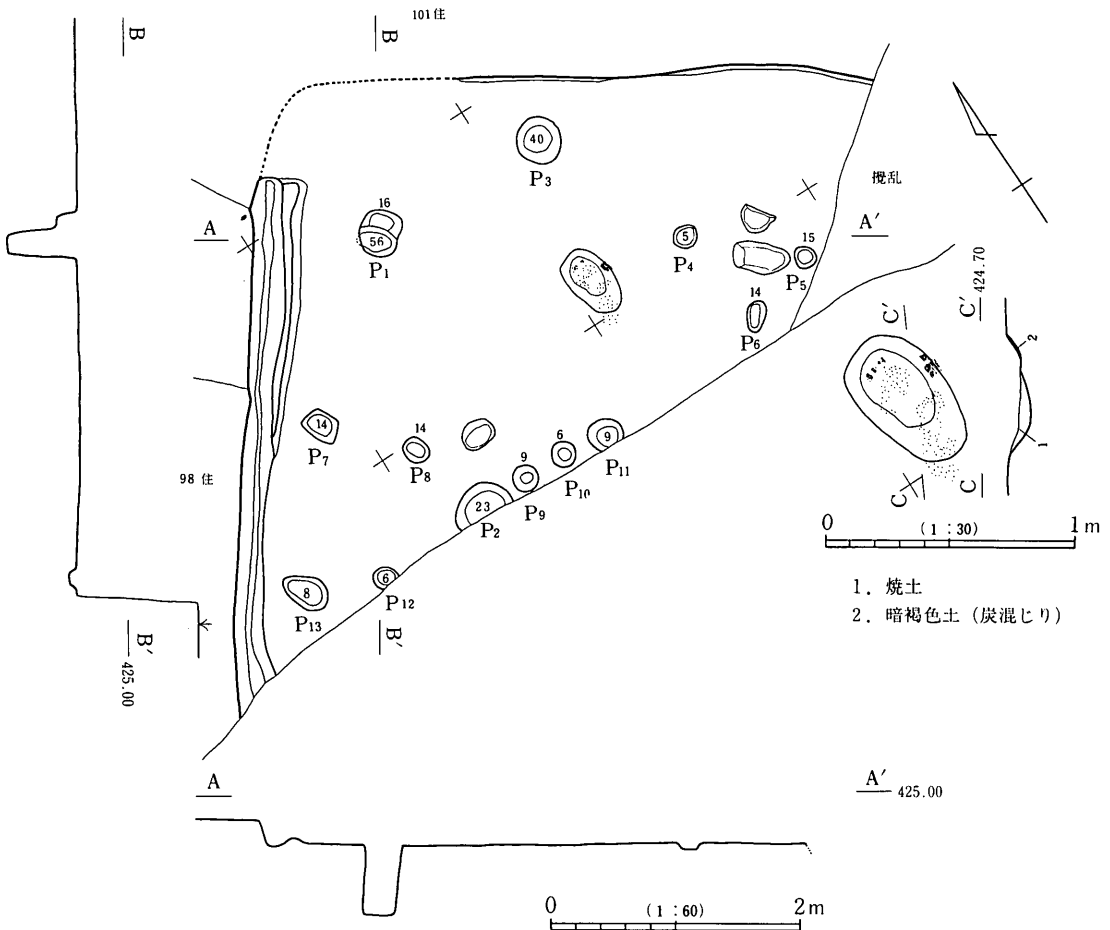 101住
B
B
40
P3
16
56
P1
A
攪乱
A′
5
P4
15
P5
14
P6
C′
C′
424.70
2
1
C
C
0
(1:30)
1m
1. 焼土
2. 暗褐色土(炭混じり)
14
P7
14
P8
98住
9
P9
6
P10
9
P11
23
P2
6
P12
8
P13
B′
B′
425.00
A
A′
425.00
0
(1:60)
2m